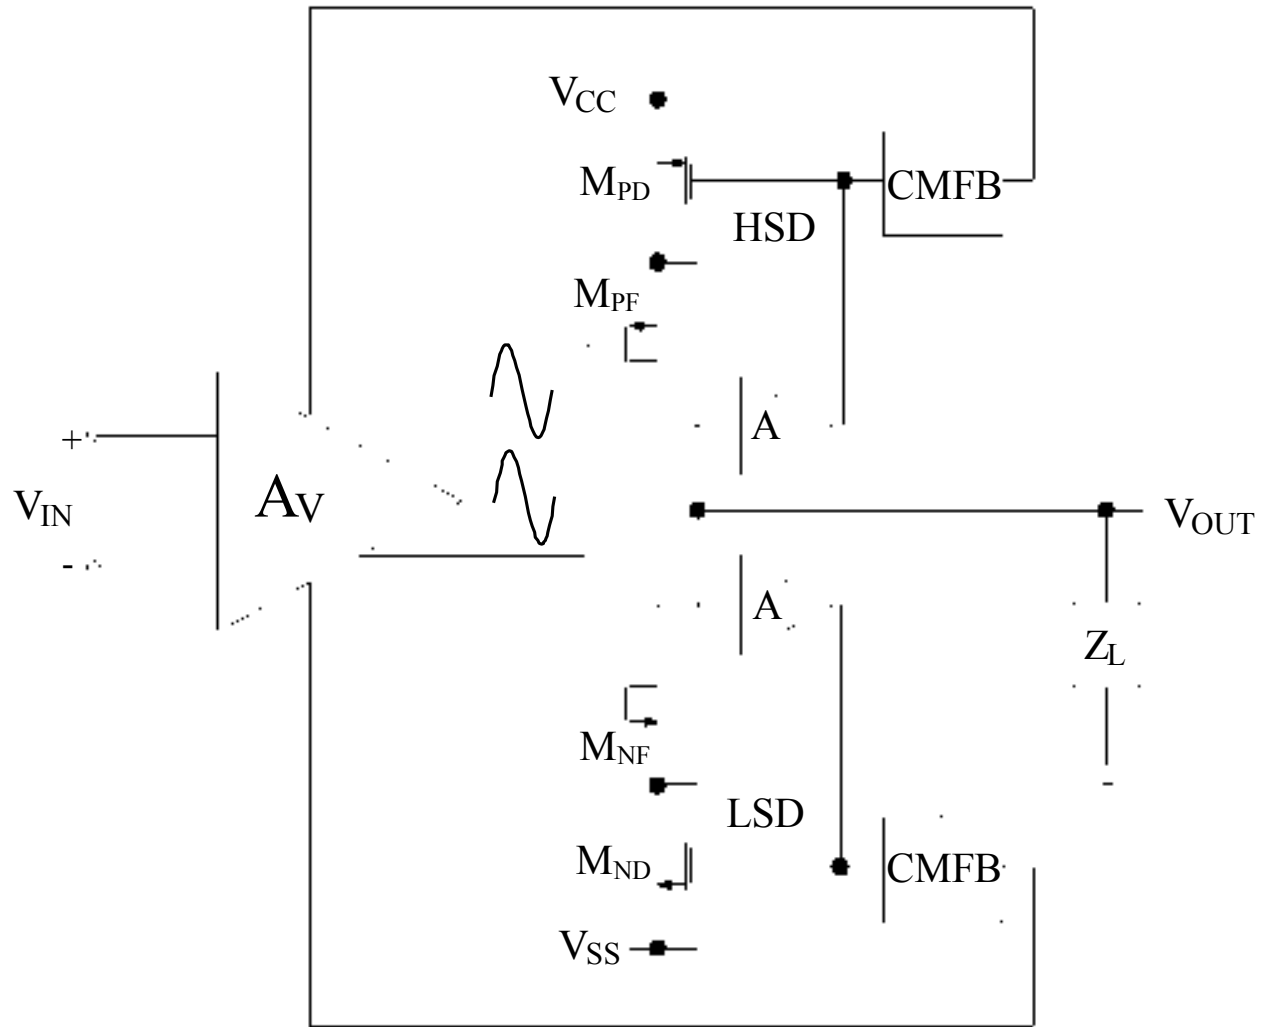 VCC
MPD
CMFB
HSD
MPF
A
+
VIN
AV
VOUT
-
A
ZL
MNF
LSD
MND
CMFB
VSS